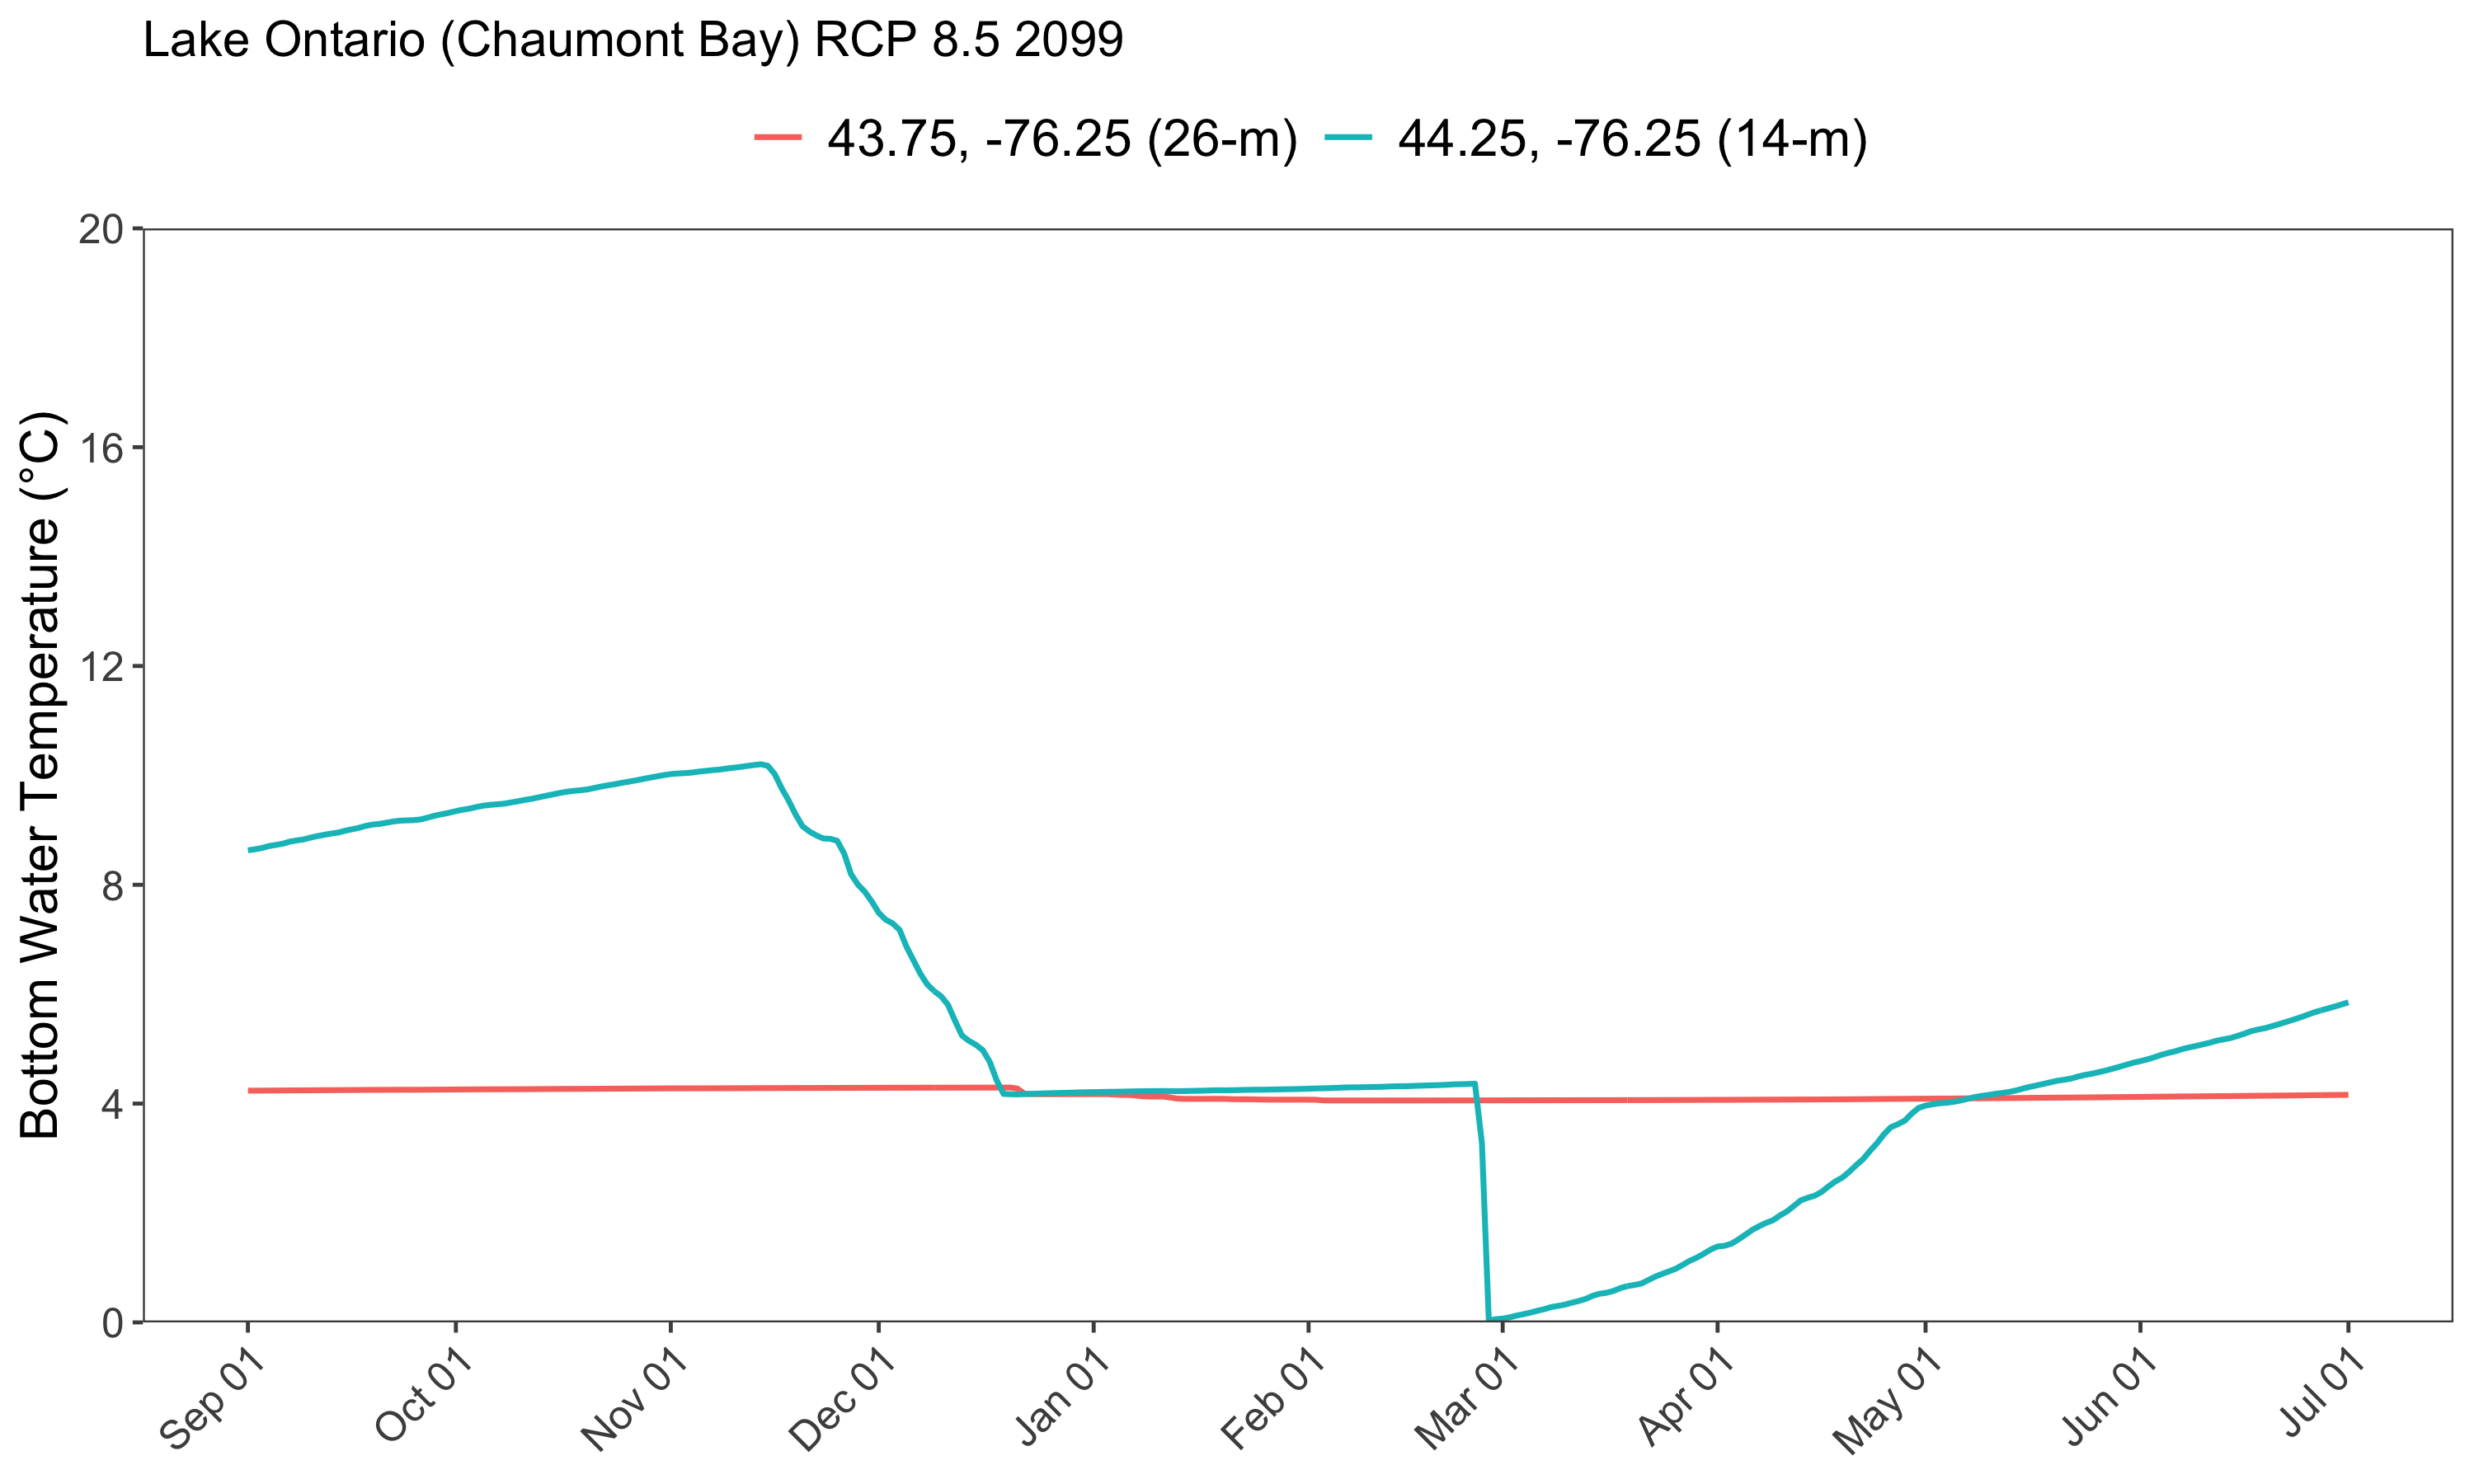 Lake Ontario (Chaumont Bay) RCP 8.5 2099
43.75, -76.25 (26-m) 44.25, -76.25 (14-m)
Bottom Water Temperature (°C)
20
16
12
8
4
0
Sep 01 Oct 01 Nov 01 Dec 01 Jan 01 Feb 01 Mar 01 Apr 01 May 01 Jun 01 Jul 01